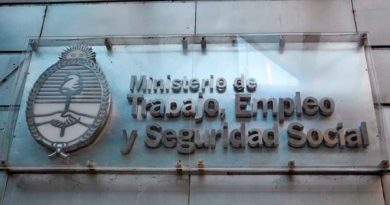 Ministerio de
Trabajo, Empleo
y Seguridad Social